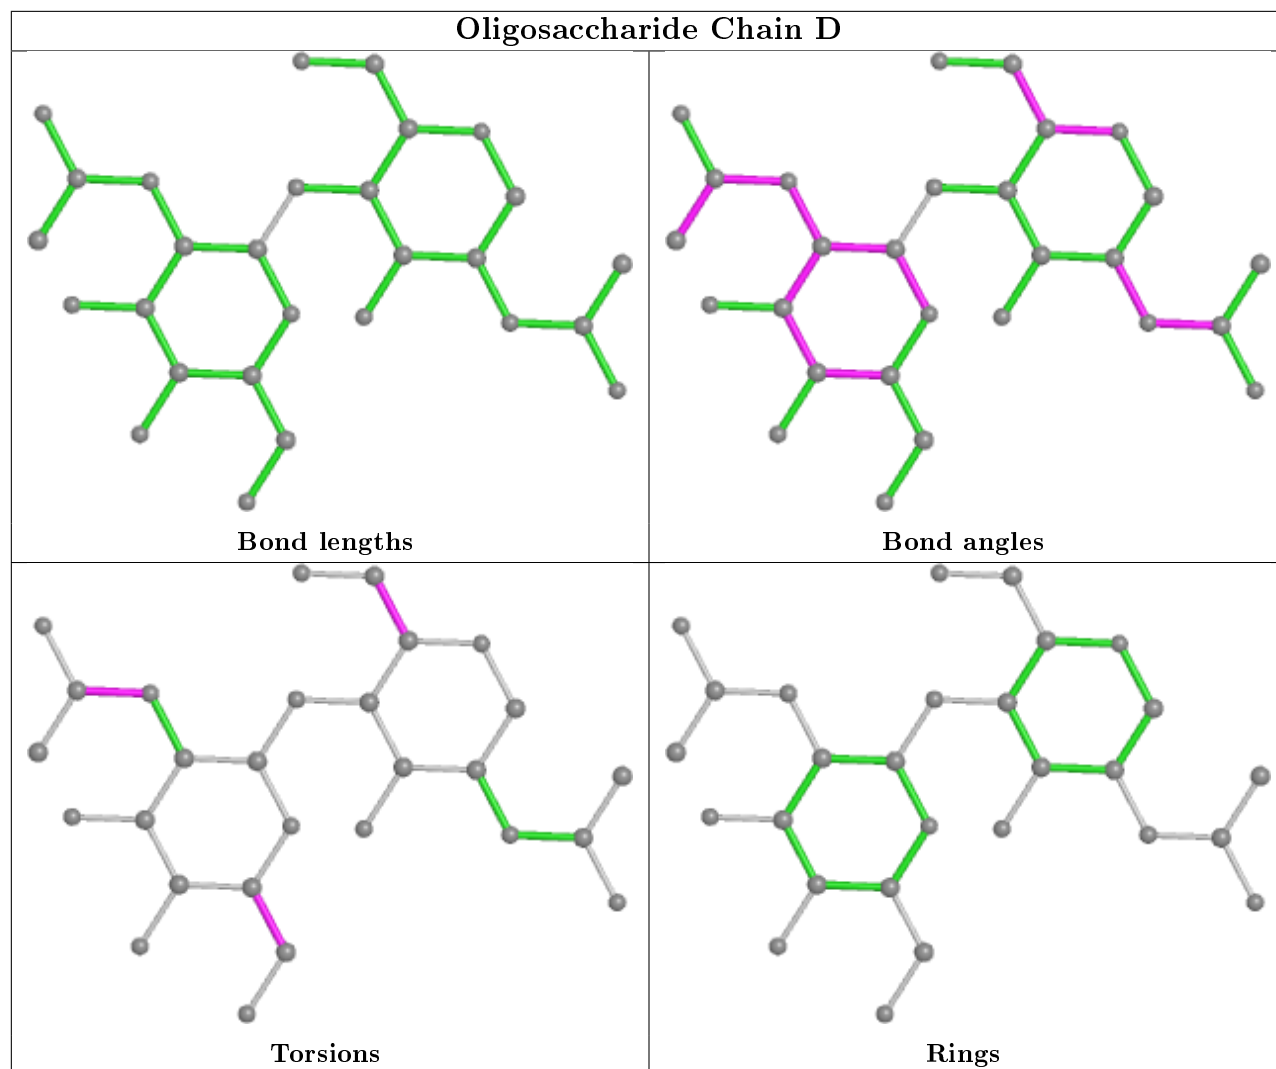 Oligosaccharide Chain D
Bond lengths
Bond angles
Torsions
Rings